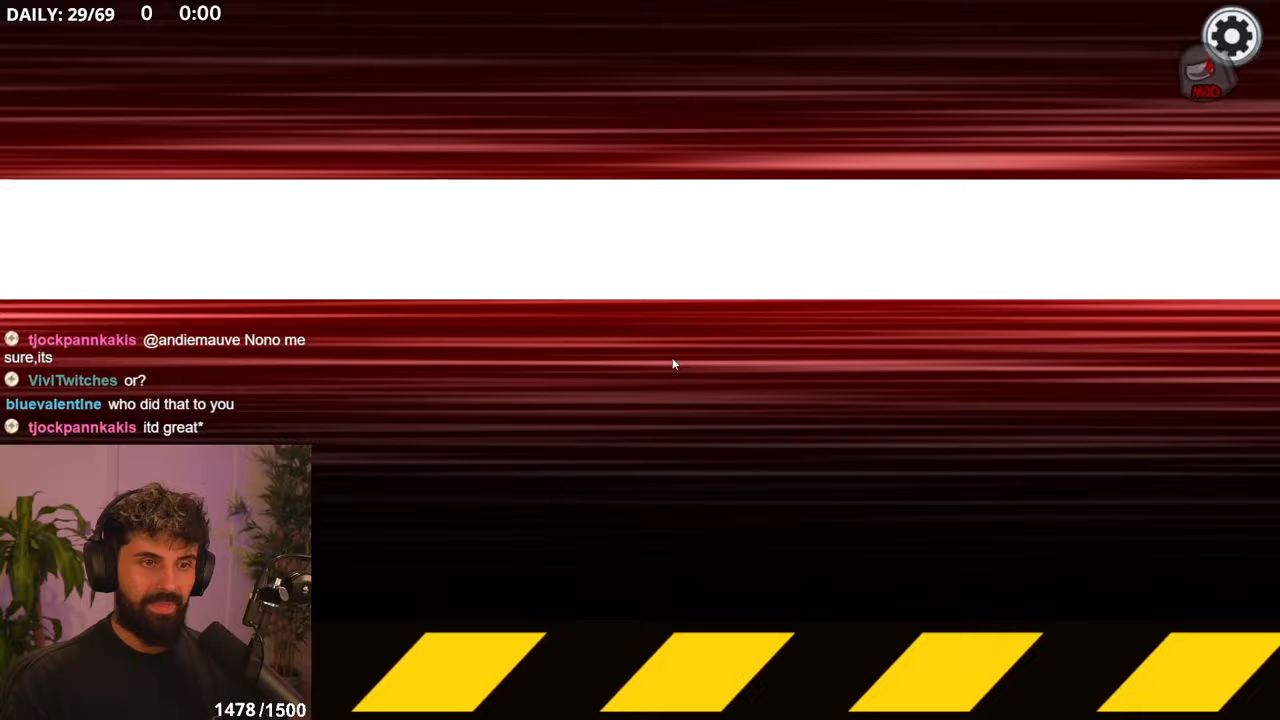 DAILY: 29/69 0 0:00
MOD
tjockpannkakis @andiemauve Nono me
sure,its
ViviTwitches or?
bluevalentine who did that to you
tjockpannkakis itd great*
1478/1500